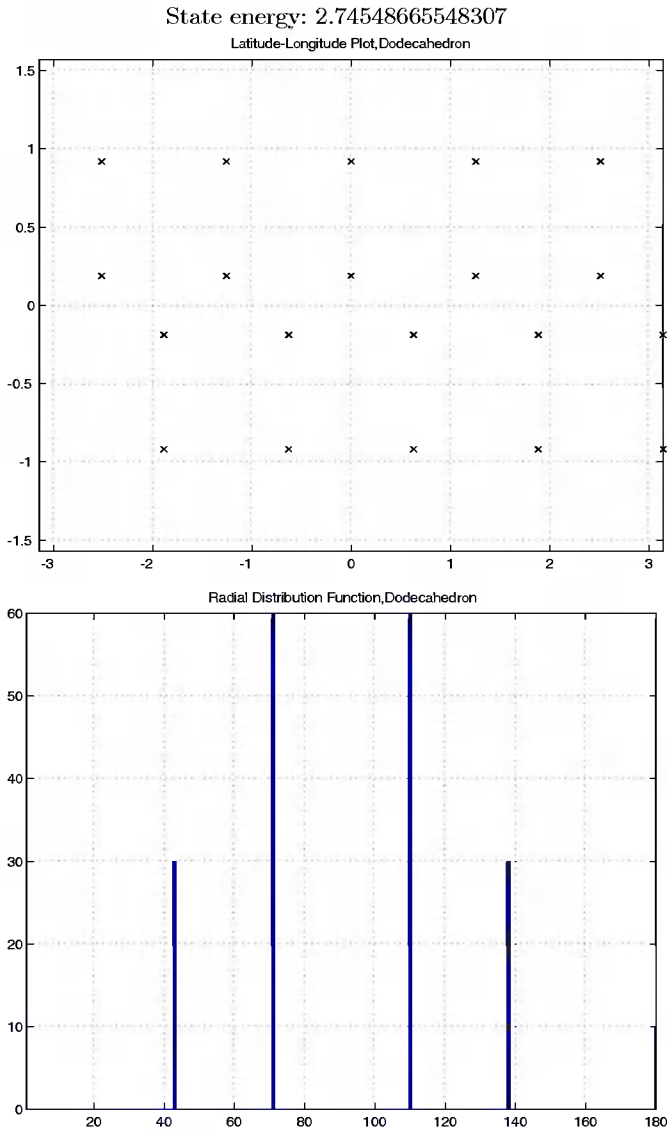 State energy: 2.74548665548307
Latitude-Longitude Plot,Dodecahedron
1.5
1
0.5
0
-0.5
-1
-1.5
-3 -2 -1 0 1 2 3
Radial Distribution Function,Dodecahedron
60
50
40
30
20
10
0
20 40 60 80 100 120 140 160 180